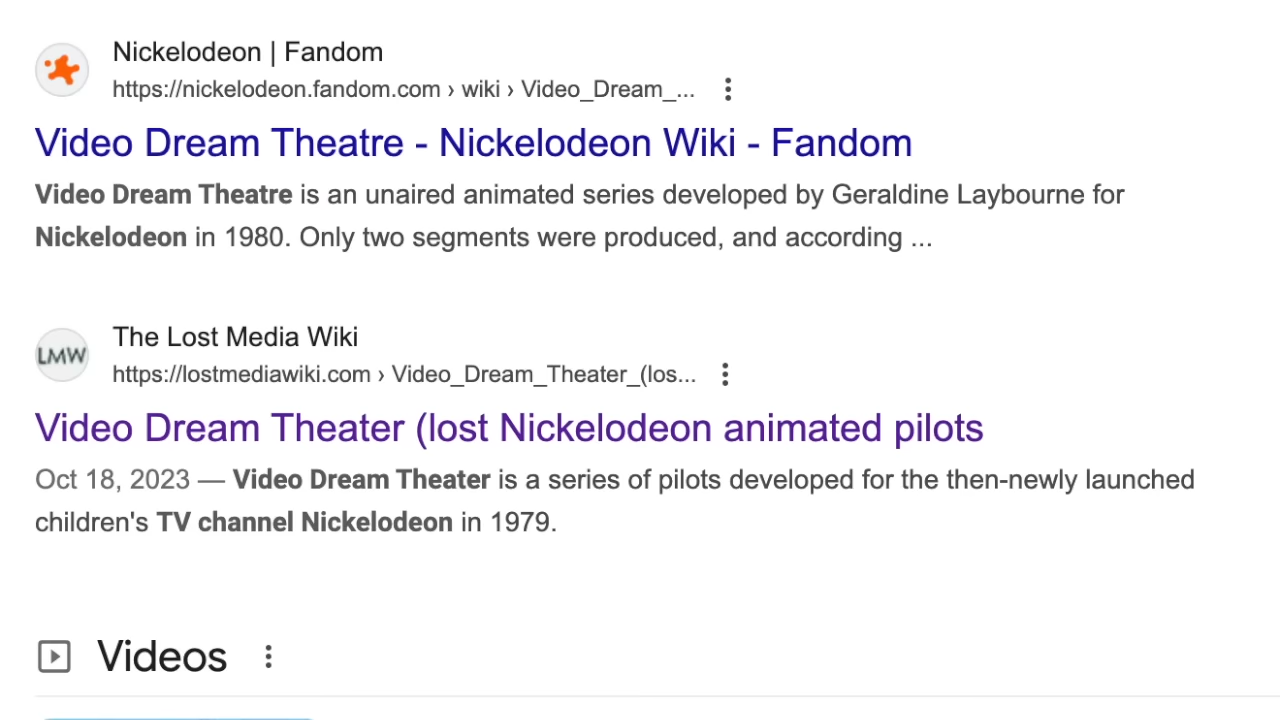 Nickelodeon | Fandom
https://nickelodeon.fandom.com › wiki › Video_Dream_...
Video Dream Theatre - Nickelodeon Wiki - Fandom
Video Dream Theatre is an unaired animated series developed by Geraldine Laybourne for
Nickelodeon in 1980. Only two segments were produced, and according ...
LMW
The Lost Media Wiki
https://lostmediawiki.com › Video_Dream_Theater_(los...
Video Dream Theater (lost Nickelodeon animated pilots
Oct 18, 2023 — Video Dream Theater is a series of pilots developed for the then-newly launched
children's TV channel Nickelodeon in 1979.
Videos